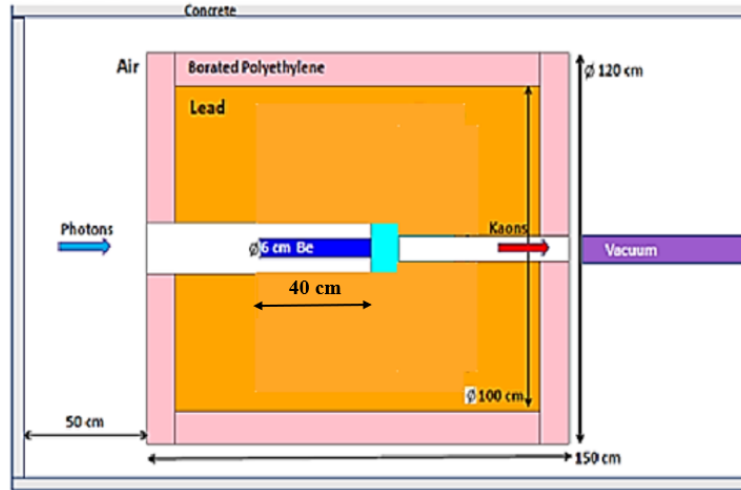 Concrete
Air
Borated Polyethylene
Ø 120 cm
Lead
Photons
Kaons
Ø6 cm Be
Vacuum
40 cm
Ø100 cm
50 cm
150 cm